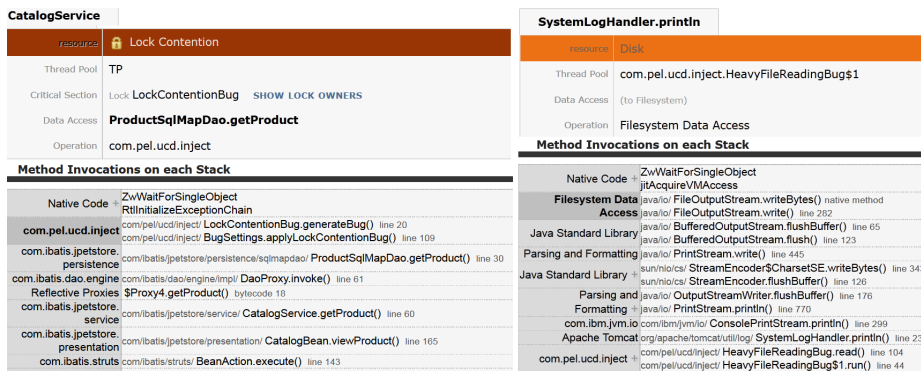 CatalogService
resource Lock Contention
Thread Pool TP
Critical Section Lock LockContentionBug SHOW LOCK OWNERS
Data Access ProductSqlMapDao.getProduct
Operation com.pel.ucd.inject
Method Invocations on each Stack
Native Code + ZwWaitForSingleObject
RtlInitializeExceptionChain
com.pel.ucd.inject com/pel/ucd/inject/ LockContentionBug.generateBug() line 20
com/pel/ucd/inject/ BugSettings.applyLockContentionBug() line 109
com.ibatis.jpetstore.
persistence com/ibatis/jpetstore/persistence/sqlmapdao/ ProductSqlMapDao.getProduct() line 30
com.ibatis.dao.engine com/ibatis/dao/engine/impl/ DaoProxy.invoke() line 61
Reflective Proxies $Proxy4.getProduct() bytecode 18
com.ibatis.jpetstore.
service com/ibatis/jpetstore/service/ CatalogService.getProduct() line 60
com.ibatis.jpetstore.
presentation com/ibatis/jpetstore/presentation/ CatalogBean.viewProduct() line 165
com.ibatis.struts com/ibatis/struts/ BeanAction.execute() line 143
SystemLogHandler.println
resource Disk
Thread Pool com.pel.ucd.inject.HeavyFileReadingBug$1
Data Access (to Filesystem)
Operation Filesystem Data Access
Method Invocations on each Stack
Native Code + ZwWaitForSingleObject
jitAcquireVMAccess
Filesystem Data
Access java/io/ FileOutputStream.writeBytes() native method
java/io/ FileOutputStream.write() line 282
Java Standard Library java/io/ BufferedOutputStream.flushBuffer() line 65
java/io/ BufferedOutputStream.flush() line 123
Parsing and Formatting + java/io/ PrintStream.write() line 445
Java Standard Library + sun/nio/cs/ StreamEncoder$CharsetSE.writeBytes() line 343
sun/nio/cs/ StreamEncoder.flushBuffer() line 126
Parsing and
Formatting + java/io/ OutputStreamWriter.flushBuffer() line 176
java/io/ PrintStream.println() line 770
com.ibm.jvm.io com/ibm/jvm/io/ ConsolePrintStream.println() line 299
Apache Tomcat org/apache/tomcat/util/log/ SystemLogHandler.println() line
com.pel.ucd.inject + com/pel/ucd/inject/ HeavyFileReadingBug.read() line 104
com/pel/ucd/inject/ HeavyFileReadingBug$1.run() line 44